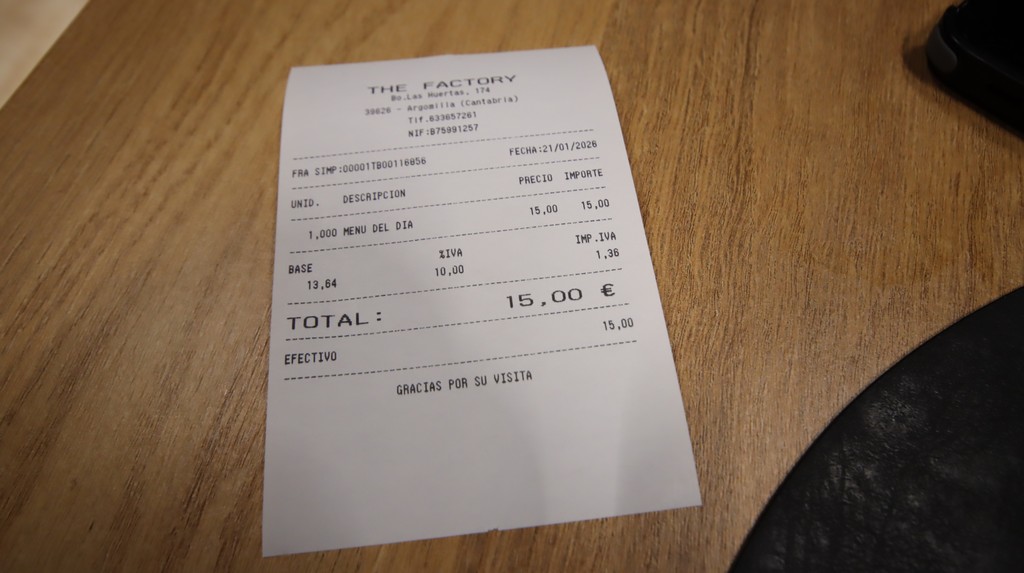 THE FACTORY
Bo.Las Huertas, 174
39626 - Argomilla (Cantabria)
Tlf.633657261
NIF:B75991257
FRA SIMP:00001TB00116856 FECHA:21/01/2026
UNID. DESCRIPCION PRECIO IMPORTE
1,000 MENU DEL DIA 15,00 15,00
BASE %IVA IMP.IVA
13,64 10,00 1,36
TOTAL: 15,00 €
EFECTIVO 15,00
GRACIAS POR SU VISITA